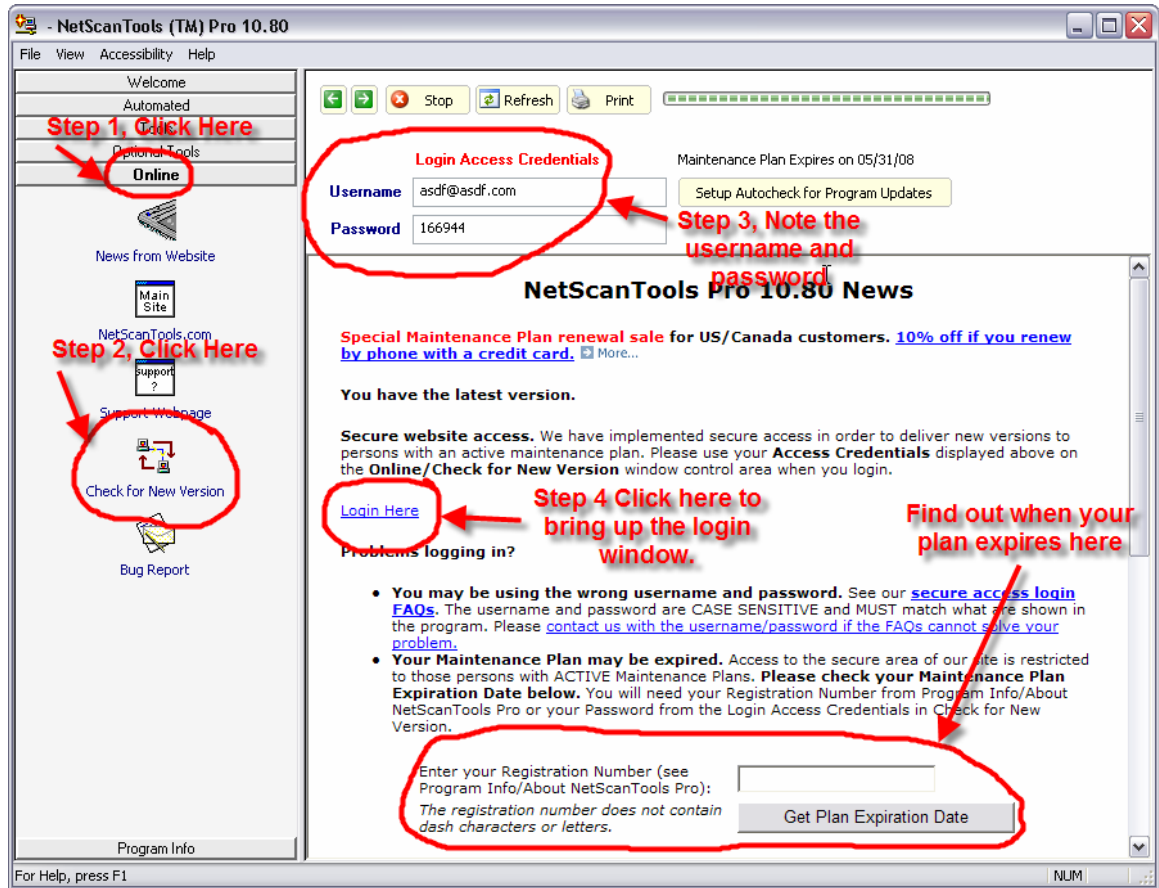 - NetScanTools (TM) Pro 10.80
File View Accessibility Help
Welcome
Automated
Tools
Optional Tools
Online
Step 1, Click Here
News from Website
Main Site
NetScanTools.com
Step 2, Click Here
support ?
Support Webpage
Check for New Version
Bug Report
Program Info
Stop Refresh Print
Login Access Credentials
Maintenance Plan Expires on 05/31/08
Username asdf@asdf.com
Setup Autocheck for Program Updates
Password 166944
Step 3, Note the
username and
password
NetScanTools Pro 10.80 News
Special Maintenance Plan renewal sale for US/Canada customers. 10% off if you renew
by phone with a credit card. More...
You have the latest version.
Secure website access. We have implemented secure access in order to deliver new versions to
persons with an active maintenance plan. Please use your Access Credentials displayed above on
the Online/Check for New Version window control area when you login.
Login Here
Step 4 Click here to
bring up the login
window.
Find out when your
plan expires here
Problems logging in?
• You may be using the wrong username and password. See our secure access login
FAQs. The username and password are CASE SENSITIVE and MUST match what are shown in
the program. Please contact us with the username/password if the FAQs cannot solve your
problem.
• Your Maintenance Plan may be expired. Access to the secure area of our site is restricted
to those persons with ACTIVE Maintenance Plans. Please check your Maintenance Plan
Expiration Date below. You will need your Registration Number from Program Info/About
NetScanTools Pro or your Password from the Login Access Credentials in Check for New
Version.
Enter your Registration Number (see
Program Info/About NetScanTools Pro):
The registration number does not contain
dash characters or letters.
Get Plan Expiration Date
For Help, press F1
NUM